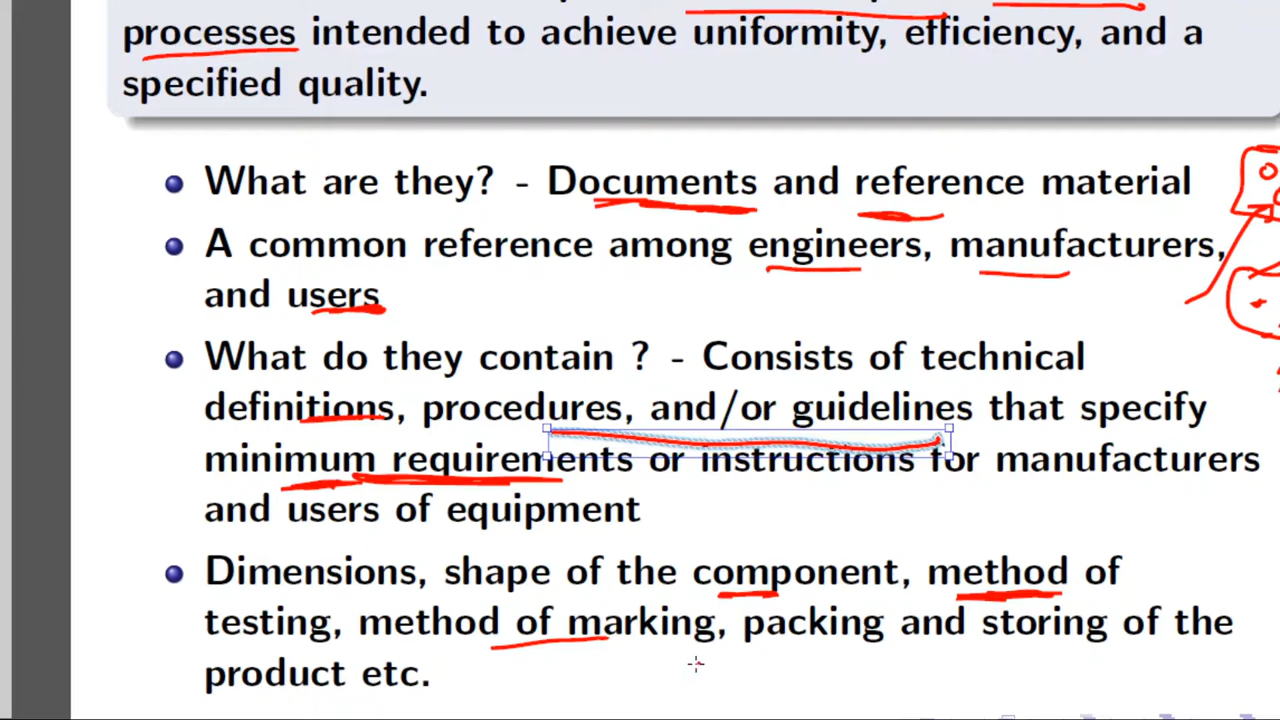 processes intended to achieve uniformity, efficiency, and a
specified quality.
What are they? - Documents and reference material
A common reference among engineers, manufacturers,
and users
What do they contain ? - Consists of technical
definitions, procedures, and/or guidelines that specify
minimum requirements or instructions for manufacturers
and users of equipment
Dimensions, shape of the component, method of
testing, method of marking, packing and storing of the
product etc.